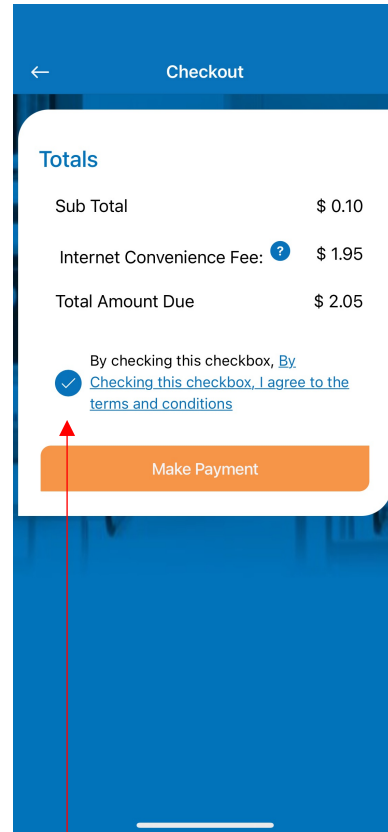 Checkout
Totals
Sub Total $ 0.10
Internet Convenience Fee: ? $ 1.95
Total Amount Due $ 2.05
By checking this checkbox, By
Checking this checkbox, I agree to the
terms and conditions
Make Payment